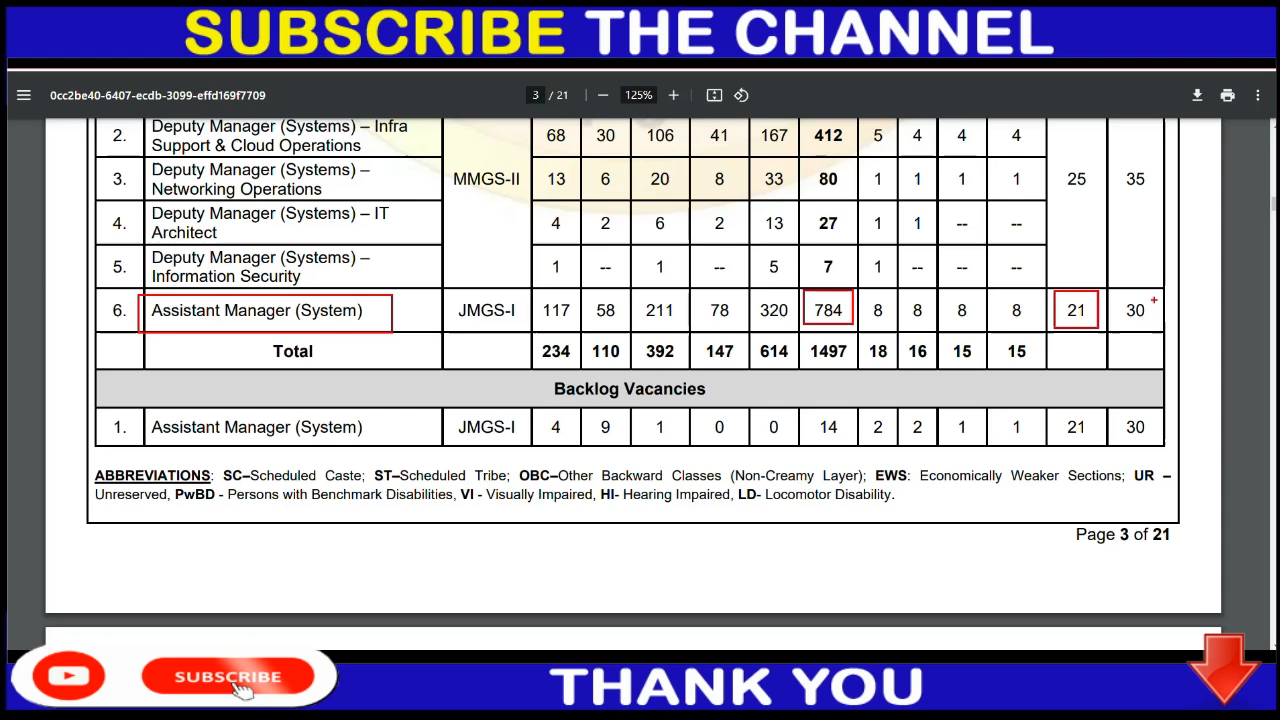 SUBSCRIBE THE CHANNEL
0cc2be40-6407-ecdb-3099-effd169f7709 3 / 21 125%
2. Deputy Manager (Systems) – Infra Support & Cloud Operations 68 30 106 41 167 412 5 4 4 4
3. Deputy Manager (Systems) – Networking Operations MMGS-II 13 6 20 8 33 80 1 1 1 1 25 35
4. Deputy Manager (Systems) – IT Architect 4 2 6 2 13 27 1 1 -- --
5. Deputy Manager (Systems) – Information Security 1 -- 1 -- 5 7 1 -- -- --
6. Assistant Manager (System) JMGS-I 117 58 211 78 320 784 8 8 8 8 21 30
Total 234 110 392 147 614 1497 18 16 15 15
Backlog Vacancies
1. Assistant Manager (System) JMGS-I 4 9 1 0 0 14 2 2 1 1 21 30
ABBREVIATIONS: SC–Scheduled Caste; ST–Scheduled Tribe; OBC–Other Backward Classes (Non-Creamy Layer); EWS: Economically Weaker Sections; UR –
Unreserved, PwBD - Persons with Benchmark Disabilities, VI - Visually Impaired, HI- Hearing Impaired, LD- Locomotor Disability.
Page 3 of 21
SUBSCRIBE
THANK YOU